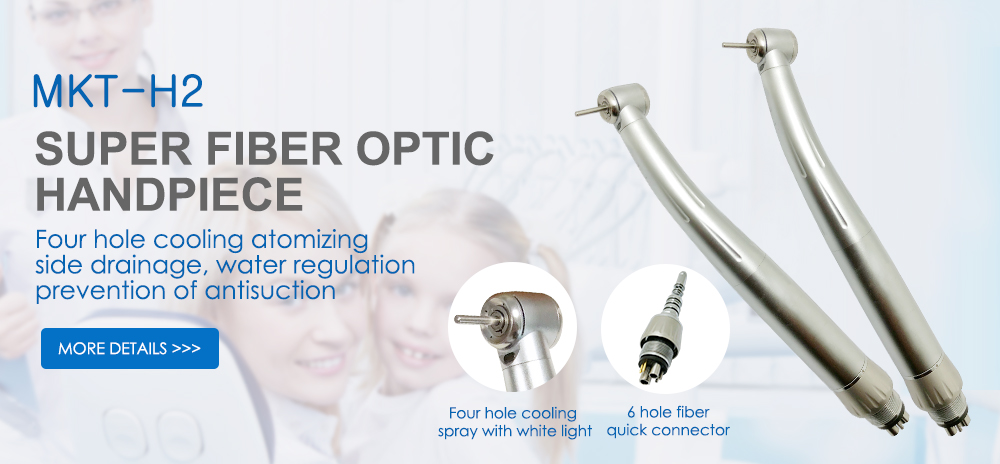 MKT-H2
SUPER FIBER OPTIC
HANDPIECE
Four hole cooling atomizing
side drainage, water regulation
prevention of antisuction
MORE DETAILS >>>
Four hole cooling
spray with white light
6 hole fiber
quick connector